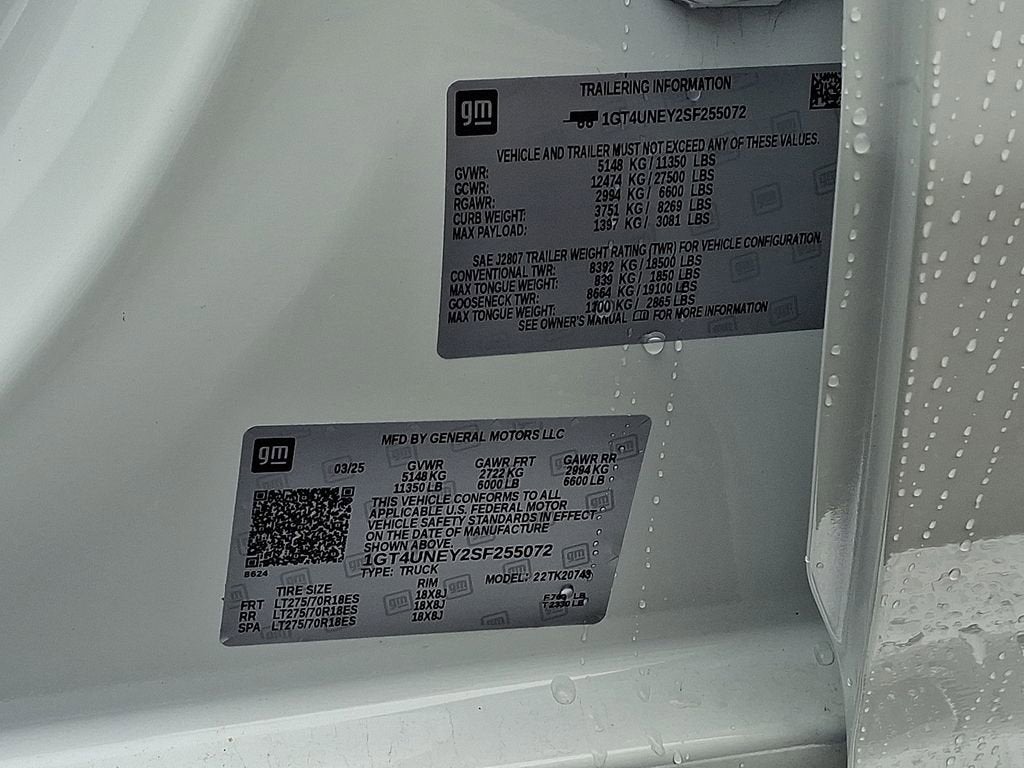 gm
TRAILERING INFORMATION
1GT4UNEY2SF255072
VEHICLE AND TRAILER MUST NOT EXCEED ANY OF THESE VALUES.
GVWR: 5148 KG / 11350 LBS
GCWR: 12474 KG / 27500 LBS
RGAWR: 2994 KG / 6600 LBS
CURB WEIGHT: 3751 KG / 8269 LBS
MAX PAYLOAD: 1397 KG / 3081 LBS
SAE J2807 TRAILER WEIGHT RATING (TWR) FOR VEHICLE CONFIGURATION.
CONVENTIONAL TWR: 8392 KG / 18500 LBS
MAX TONGUE WEIGHT: 839 KG / 1850 LBS
GOOSENECK TWR: 8664 KG / 19100 LBS
MAX TONGUE WEIGHT: 1300 KG / 2865 LBS
SEE OWNER'S MANUAL FOR MORE INFORMATION
gm
MFD BY GENERAL MOTORS LLC
03/25 GVWR GAWR FRT GAWR RR
5148 KG 2722 KG 2994 KG
11350 LB 6000 LB 6600 LB
THIS VEHICLE CONFORMS TO ALL
APPLICABLE U.S. FEDERAL MOTOR
VEHICLE SAFETY STANDARDS IN EFFECT
ON THE DATE OF MANUFACTURE
SHOWN ABOVE.
1GT4UNEY2SF255072
8624
TYPE: TRUCK MODEL: 22TK20743
TIRE SIZE RIM
FRT LT275/70R18ES 18X8J
RR LT275/70R18ES 18X8J
SPA LT275/70R18ES 18X8J
T 2330 LB